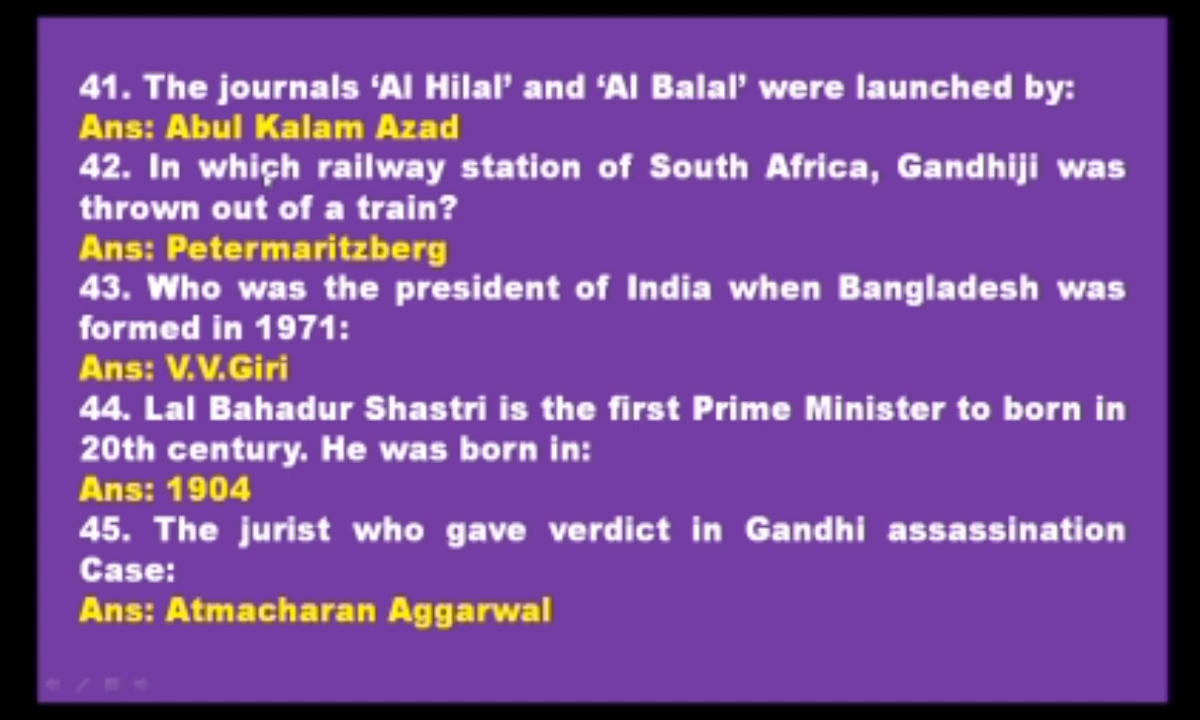 41. The journals ‘Al Hilal’ and ‘Al Balal’ were launched by:
Ans: Abul Kalam Azad
42. In which railway station of South Africa, Gandhiji was
thrown out of a train?
Ans: Petermaritzberg
43. Who was the president of India when Bangladesh was
formed in 1971:
Ans: V.V.Giri
44. Lal Bahadur Shastri is the first Prime Minister to born in
20th century. He was born in:
Ans: 1904
45. The jurist who gave verdict in Gandhi assassination
Case:
Ans: Atmacharan Aggarwal